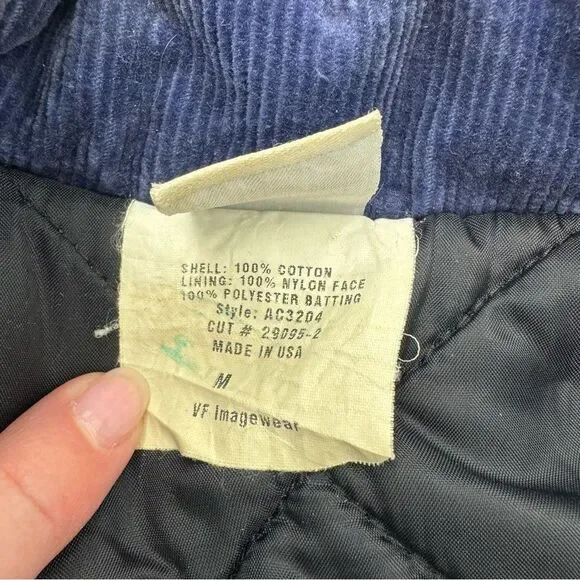 SHELL: 100% COTTON
LINING: 100% NYLON FACE
100% POLYESTER BATTING
Style: AC3204
CUT # 29095-2
MADE IN USA
M
VF Imagewear